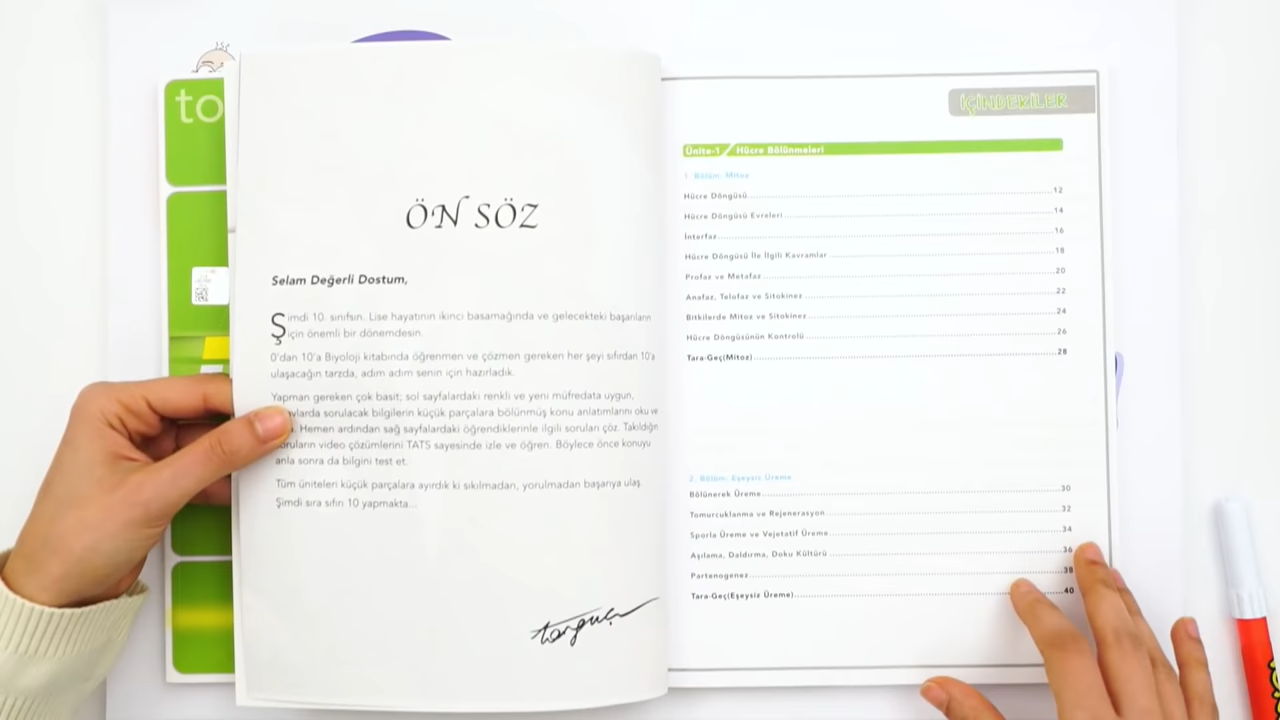 to
ÖN SÖZ
Selam Değerli Dostum,
Şimdi 10. sınıfsın. Lise hayatının ikinci basamağında ve gelecekteki başarıların
için önemli bir dönemdesin.
0'dan 10'a Biyoloji kitabında öğrenmen ve çözmen gereken her şeyi sıfırdan 10'a
ulaşacağın tarzda, adım adım senin için hazırladık.
Yapman gereken çok basit; sol sayfalardaki renkli ve yeni müfredata uygun,
sorulacak bilgilerin küçük parçalara bölünmüş konu anlatımlarını oku ve
Hemen ardından sağ sayfalardaki öğrendiklerinle ilgili soruları çöz. Takıldığın
soruların video çözümlerini TATS sayesinde izle ve öğren. Böylece önce konuyu
anla sonra da bilgini test et.
Tüm üniteleri küçük parçalara ayırdık ki sıkılmadan, yorulmadan başarıya ulaş.
Şimdi sıra sıfırı 10 yapmakta...
tonguç
İÇİNDEKİLER
Ünite-1 / Hücre Bölünmeleri
1. Bölüm: Mitoz
Hücre Döngüsü 12
Hücre Döngüsü Evreleri 14
İnterfaz 16
Hücre Döngüsü İle İlgili Kavramlar 18
Profaz ve Metafaz 20
Anafaz, Telofaz ve Sitokinez 22
Bitkilerde Mitoz ve Sitokinez 24
Hücre Döngüsünün Kontrolü 26
Tara-Geç(Mitoz) 28
2. Bölüm: Eşeysiz Üreme
Bölünerek Üreme 30
Tomurcuklanma ve Rejenerasyon 32
Sporla Üreme ve Vejetatif Üreme 34
Aşılama, Daldırma, Doku Kültürü 36
Partenogenez 38
Tara-Geç(Eşeysiz Üreme) 40